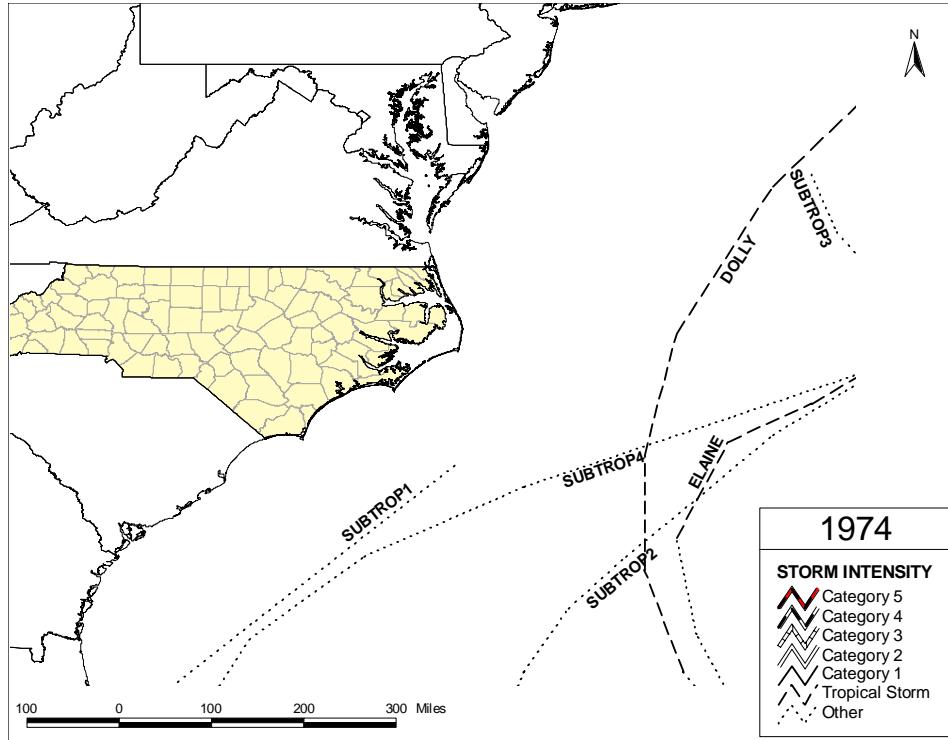 N
SUBTROP3
DOLLY
ELAINE
SUBTROP4
SUBTROP1
SUBTROP2
1974
STORM INTENSITY
Category 5
Category 4
Category 3
Category 2
Category 1
Tropical Storm
Other
100 0 100 200 300 Miles